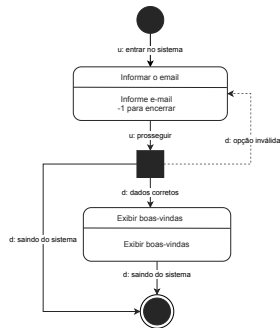 u: entrar no sistema
Informar o email
Informe e-mail
-1 para encerrar
u: prosseguir
d: opção inválida
d: dados corretos
Exibir boas-vindas
d: saindo do sistema
Exibir boas-vindas
d: saindo do sistema